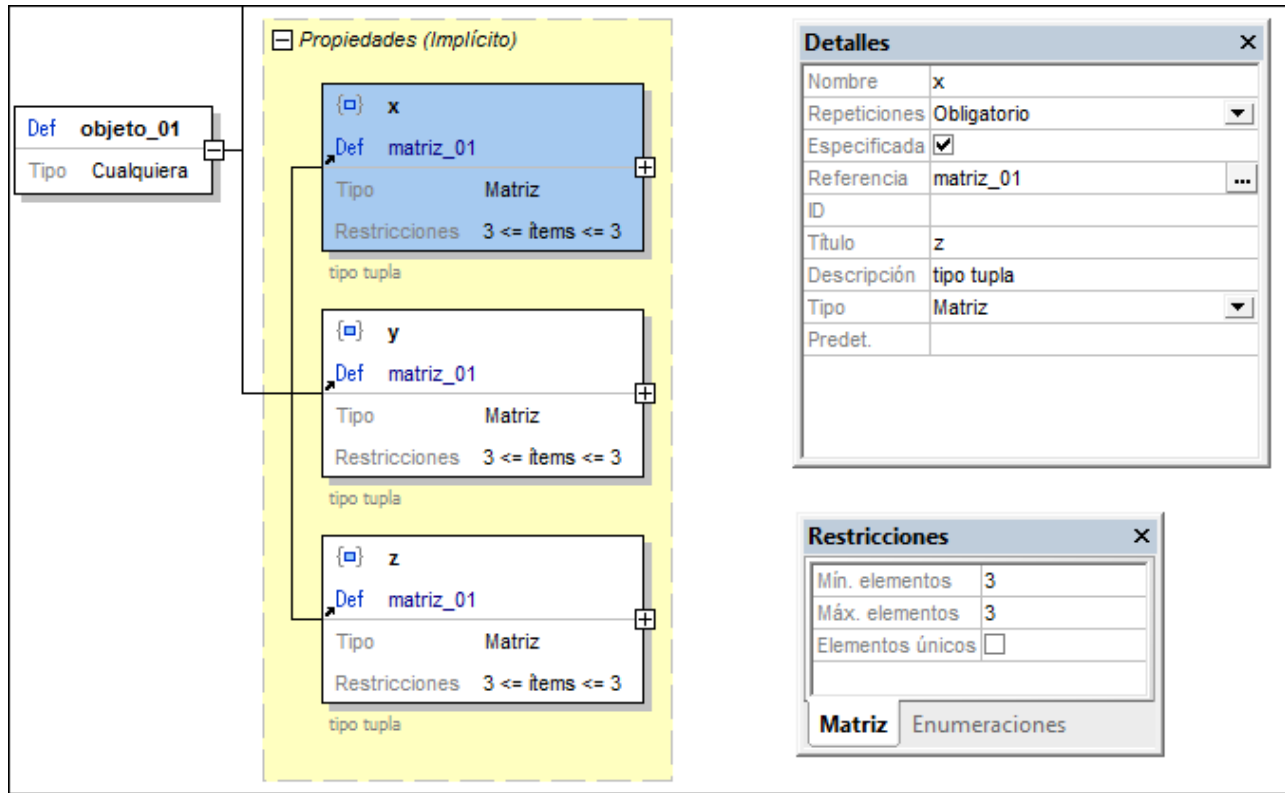 Propiedades (Implícito)
Def objeto_01
Tipo Cualquiera
x
Def matriz_01
Tipo Matriz
Restricciones 3 <= ítems <= 3
tipo tupla
y
Def matriz_01
Tipo Matriz
Restricciones 3 <= ítems <= 3
tipo tupla
z
Def matriz_01
Tipo Matriz
Restricciones 3 <= ítems <= 3
tipo tupla
Detalles
Nombre x
Repeticiones Obligatorio
Especificada
Referencia matriz_01 ...
ID
Título z
Descripción tipo tupla
Tipo Matriz
Predet.
Restricciones
Mín. elementos 3
Máx. elementos 3
Elementos únicos
Matriz Enumeraciones